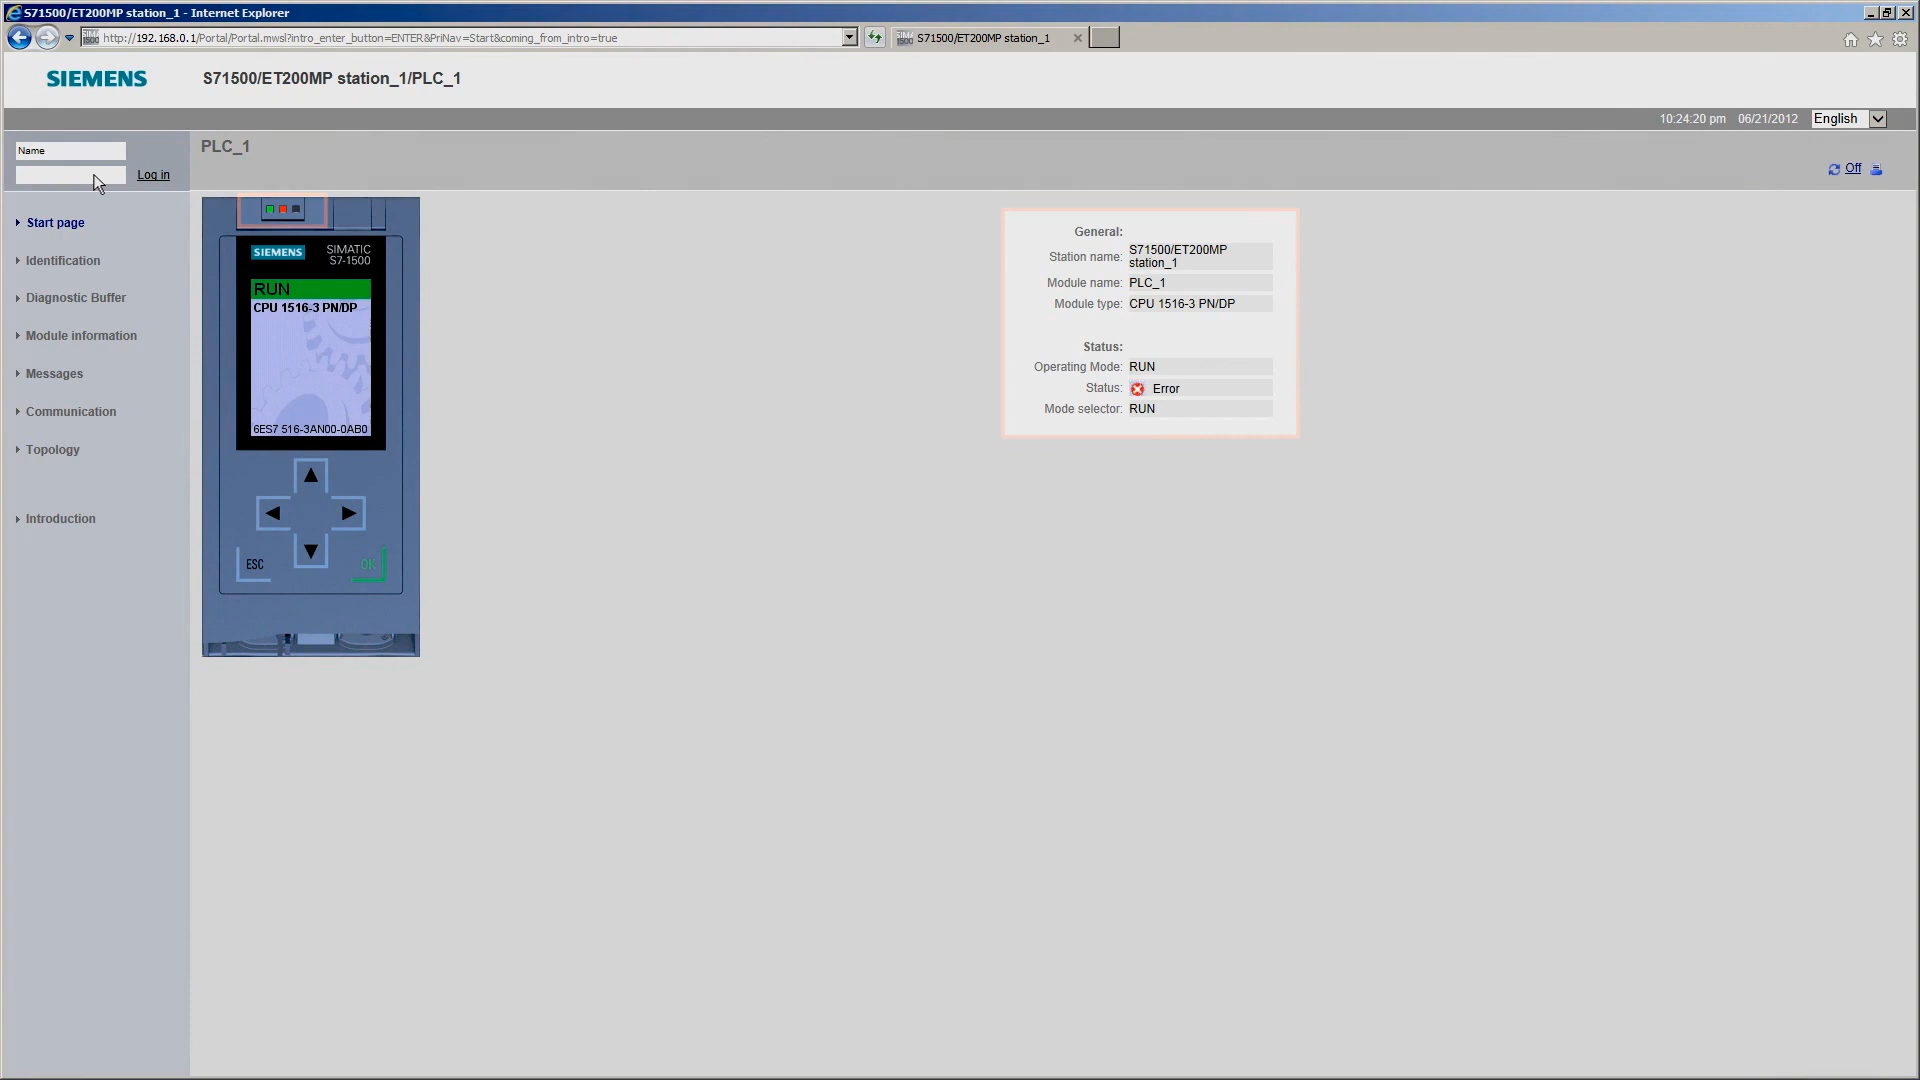 S71500/ET200MP station_1 - Internet Explorer
http://192.168.0.1/Portal/Portal.mwsl?intro_enter_button=ENTER&PriNav=Start&coming_from_intro=true
S71500/ET200MP station_1
SIEMENS
S71500/ET200MP station_1/PLC_1
10:24:20 pm 06/21/2012 English
Name
Log in
PLC_1
Off
Start page
Identification
Diagnostic Buffer
Module information
Messages
Communication
Topology
Introduction
SIEMENS
SIMATIC
S7-1500
RUN
CPU 1516-3 PN/DP
6ES7 516-3AN00-0AB0
ESC
OK
General:
Station name: S71500/ET200MP
station_1
Module name: PLC_1
Module type: CPU 1516-3 PN/DP
Status:
Operating Mode: RUN
Status: Error
Mode selector: RUN